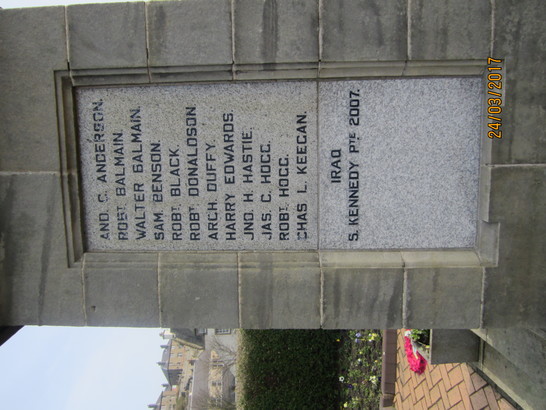 AND. C. ANDERSON.
ROBT BALMAIN.
WALTER BALMAIN.
SAM. BENSON.
ROBT. BLACK.
ROBT. DONALDSON
ARCH. DUFFY.
HARRY EDWARDS.
JNO. H. HASTIE.
JAS. C. HOGG.
ROBT HOGG.
CHAS L. KEEGAN.
IRAQ
S. KENNEDY PTE 2007.
24/03/2017